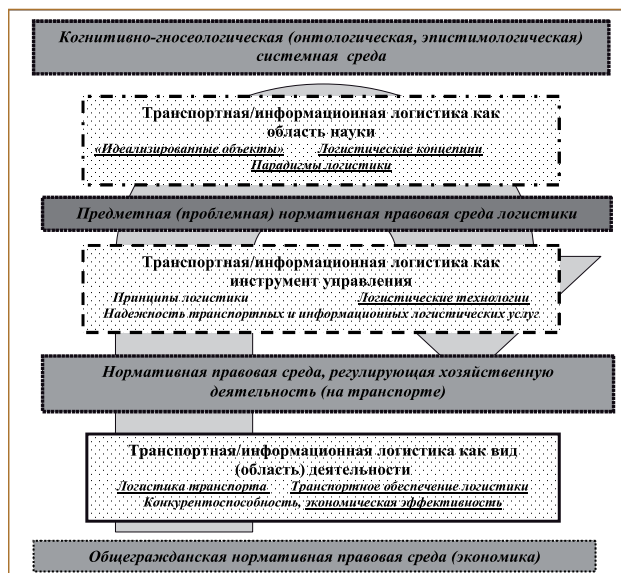 Когнитивно-гносеологическая (онтологическая, эпистимологическая)
системная среда
Транспортная/информационная логистика как
область науки
«Идеализированные объекты» Логистические концепции
Парадигмы логистики
Предметная (проблемная) нормативная правовая среда логистики
Транспортная/информационная логистика как
инструмент управления
Принципы логистики Логистические технологии
Надежность транспортных и информационных логистических услуг
Нормативная правовая среда, регулирующая хозяйственную
деятельность (на транспорте)
Транспортная/информационная логистика как вид
(область) деятельности
Логистика транспорта Транспортное обеспечение логистики
Конкурентоспособность, экономическая эффективность
Общегражданская нормативная правовая среда (экономика)